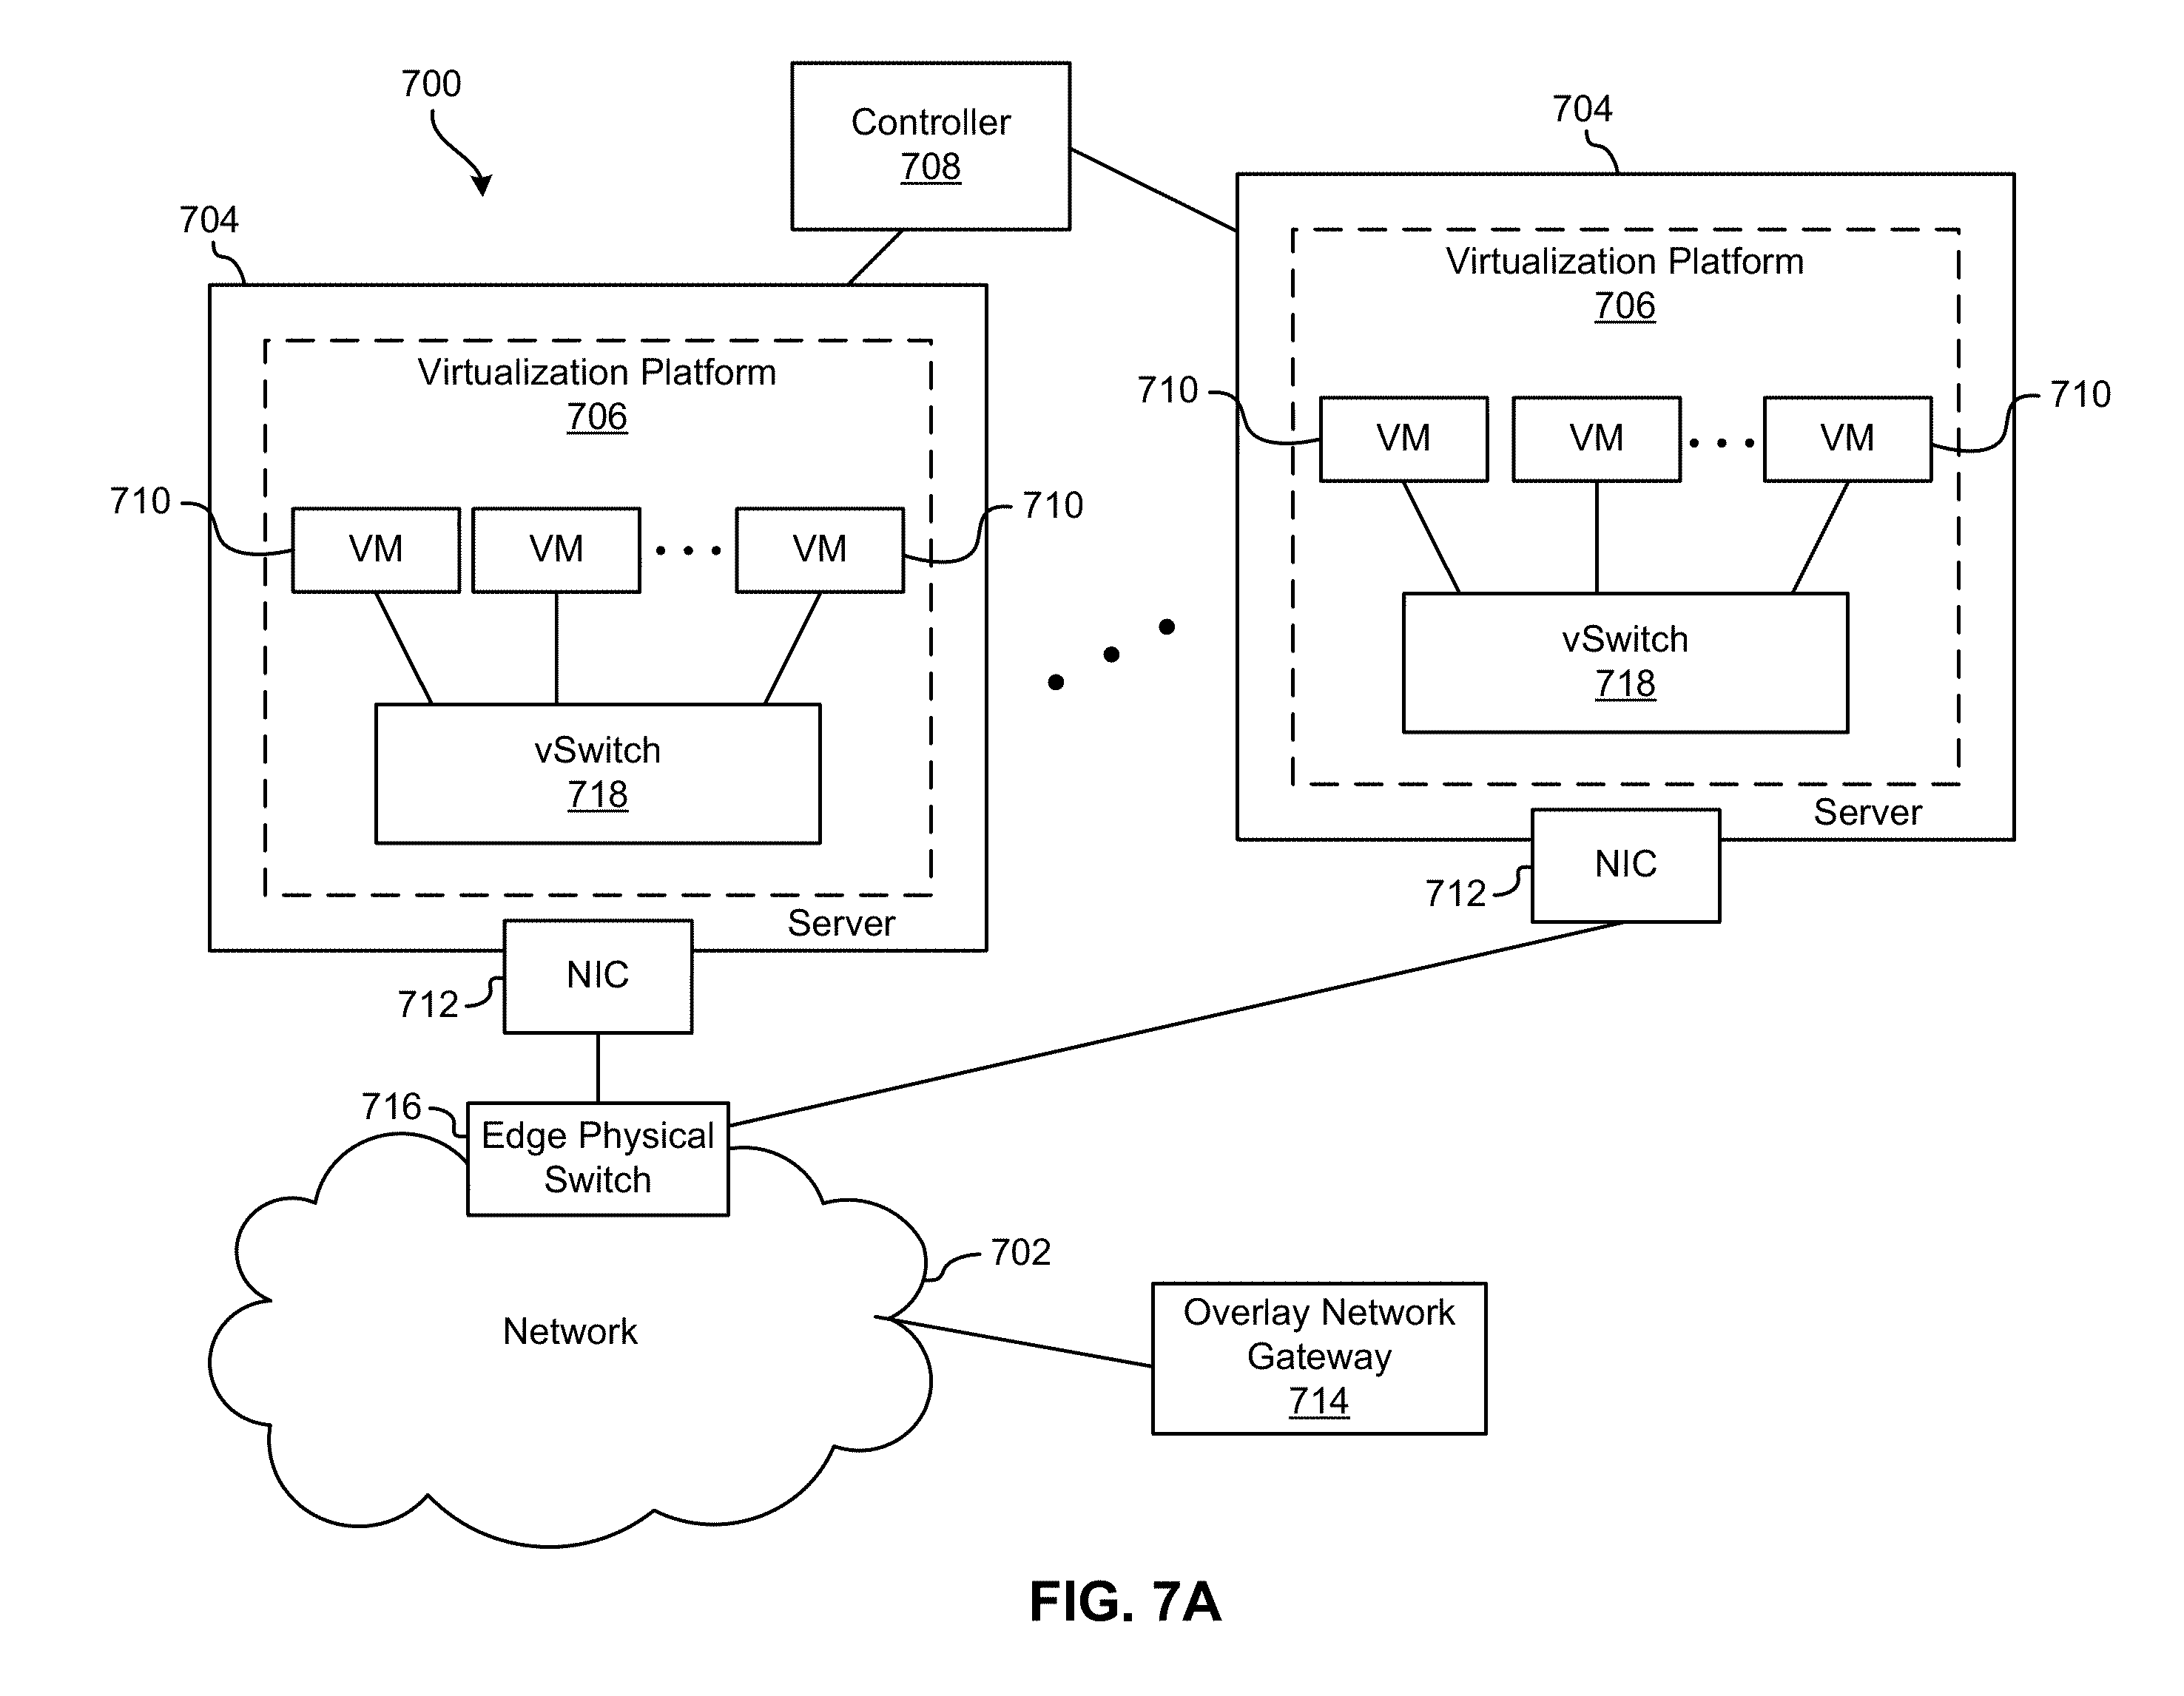 700
Controller
708
704
704
Virtualization Platform
706
Virtualization Platform
706
710
VM
VM
VM
710
710
VM
VM
VM
710
vSwitch
718
vSwitch
718
Server
NIC
712
Server
NIC
712
716
Edge Physical
Switch
702
Network
Overlay Network
Gateway
714
FIG. 7A